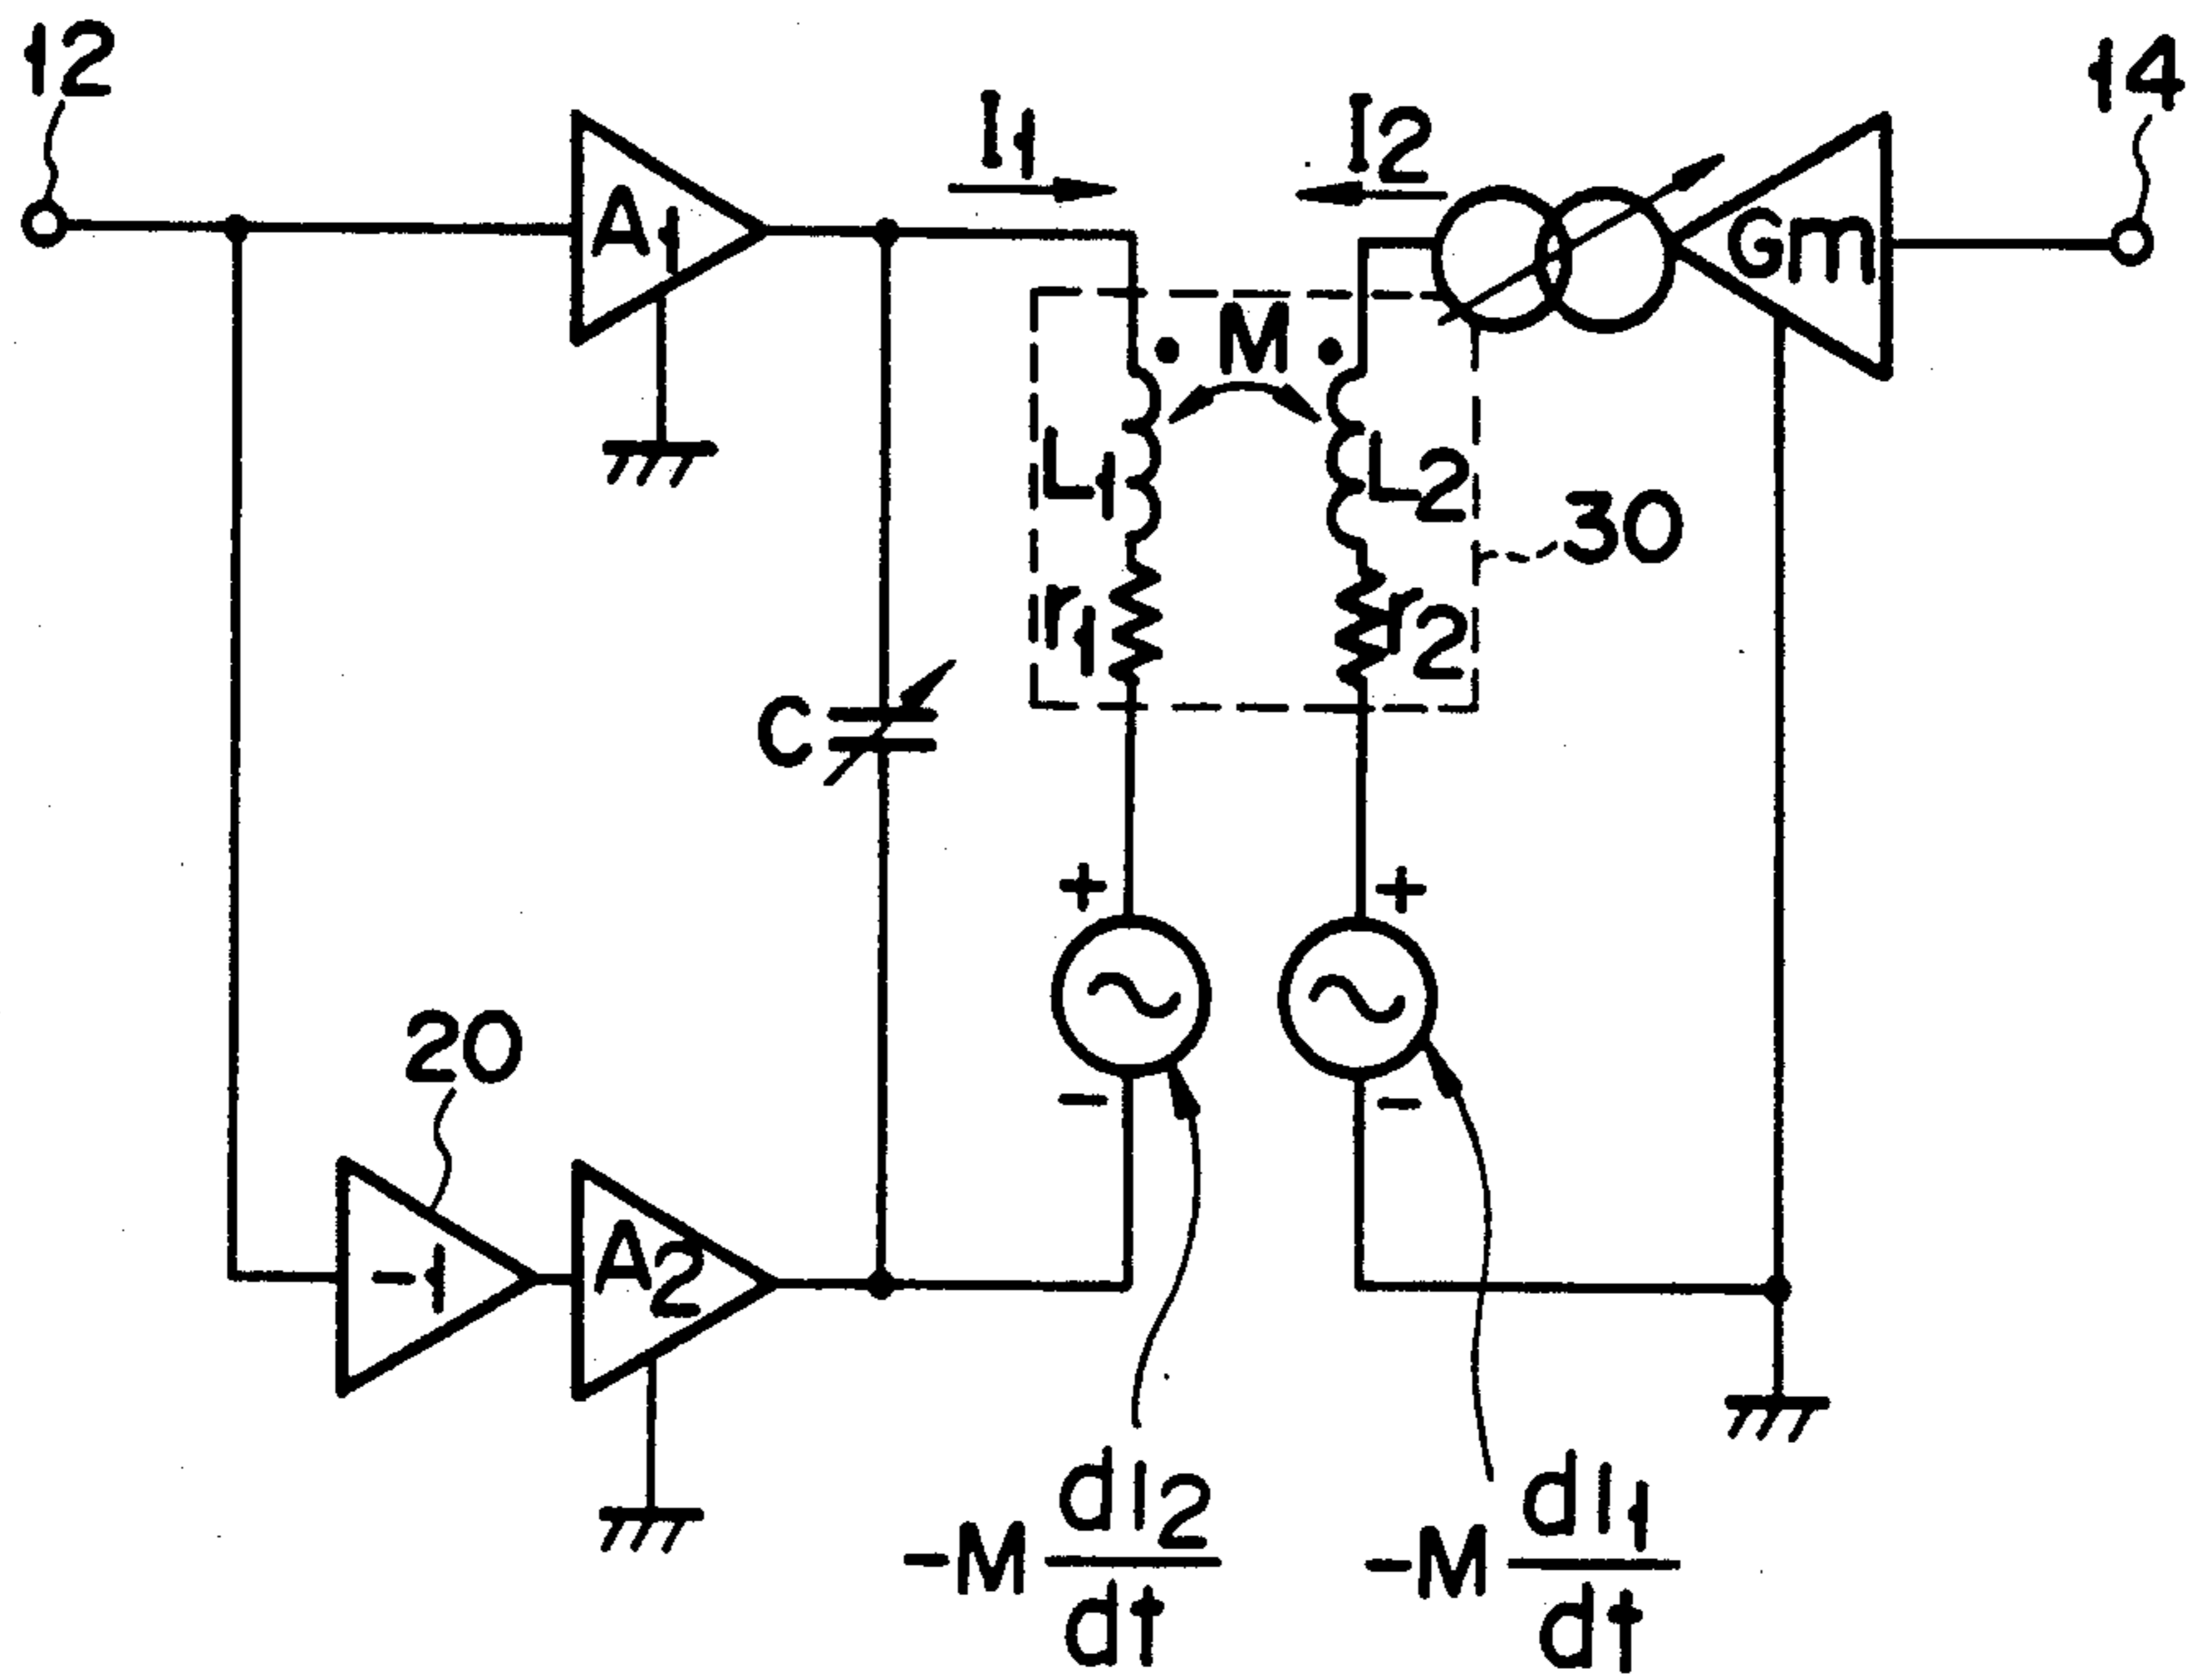 12
14
I1
I2
A1
Gm
M
L1
L2
30
r1
r2
C
+
+
20
-
-
-1
A2
-M dI2/dt
-M dI1/dt